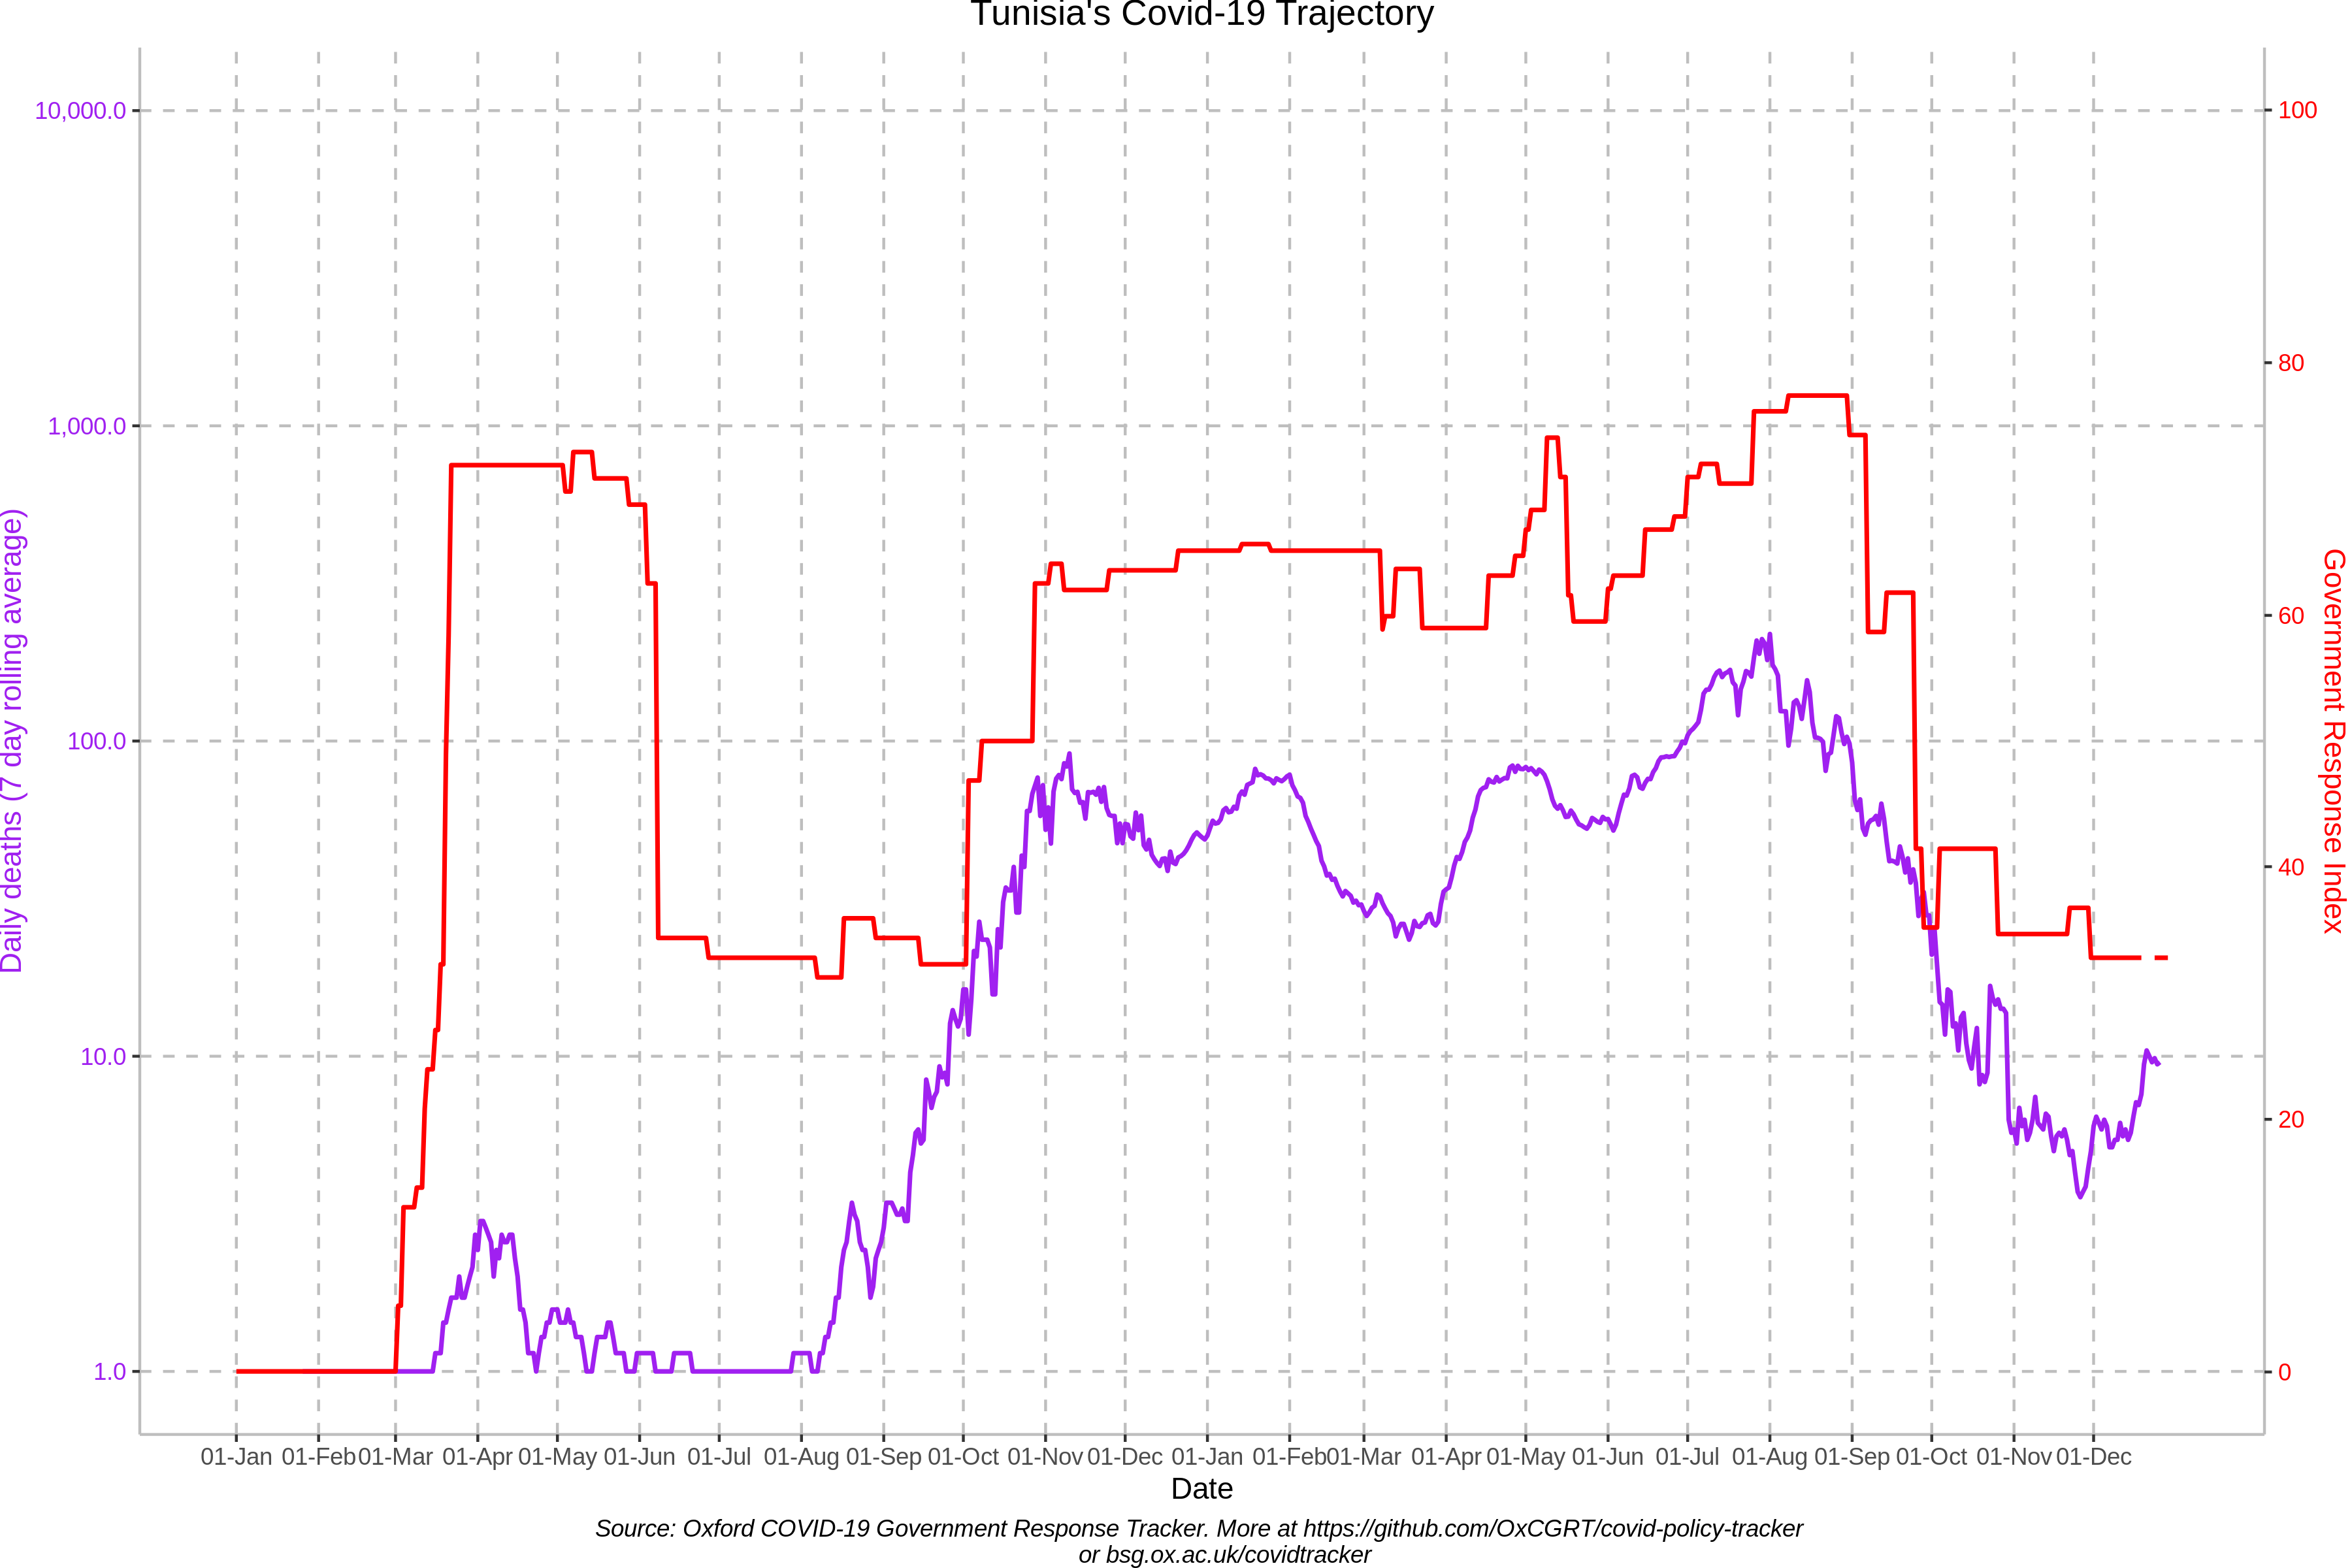 Tunisia's Covid-19 Trajectory
10,000.0
1,000.0
100.0
10.0
1.0
Daily deaths (7 day rolling average)
100
80
60
40
20
0
Government Response Index
01-Jan 01-Feb 01-Mar 01-Apr 01-May 01-Jun 01-Jul 01-Aug 01-Sep 01-Oct 01-Nov 01-Dec 01-Jan 01-Feb 01-Mar 01-Apr 01-May 01-Jun 01-Jul 01-Aug 01-Sep 01-Oct 01-Nov 01-Dec
Date
Source: Oxford COVID-19 Government Response Tracker. More at https://github.com/OxCGRT/covid-policy-tracker
or bsg.ox.ac.uk/covidtracker